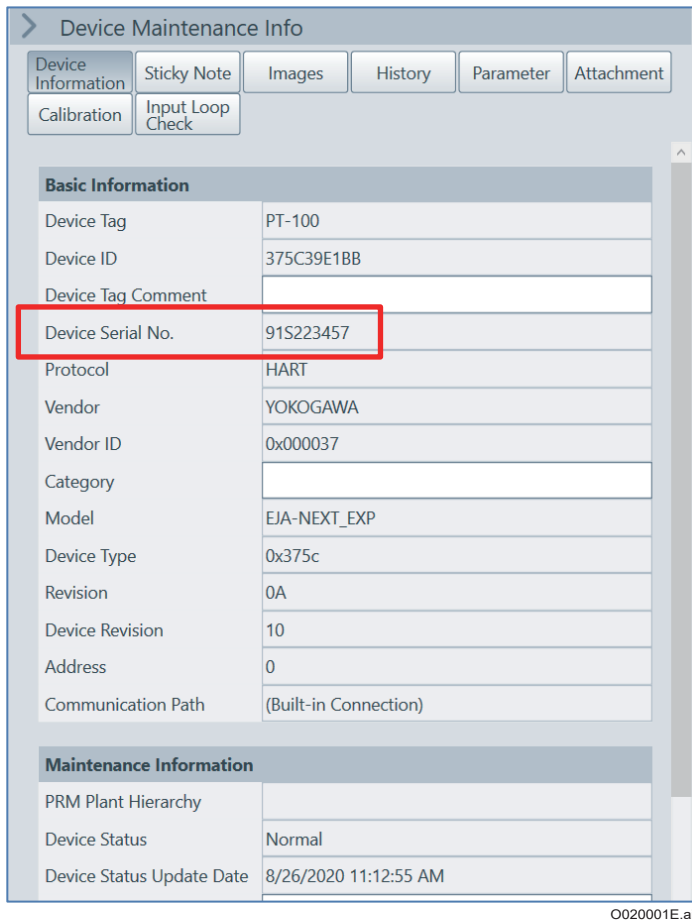 Device Maintenance Info
Device Information
Sticky Note
Images
History
Parameter
Attachment
Calibration
Input Loop Check
Basic Information
Device Tag PT-100
Device ID 375C39E1BB
Device Tag Comment
Device Serial No. 91S223457
Protocol HART
Vendor YOKOGAWA
Vendor ID 0x000037
Category
Model EJA-NEXT_EXP
Device Type 0x375c
Revision 0A
Device Revision 10
Address 0
Communication Path (Built-in Connection)
Maintenance Information
PRM Plant Hierarchy
Device Status Normal
Device Status Update Date 8/26/2020 11:12:55 AM
O020001E.a